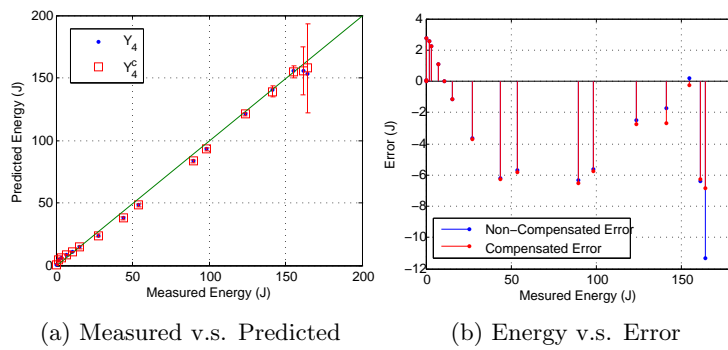 200
150
100
50
0
Predicted Energy (J)
Y4
Y4^c
0 50 100 150 200
Measured Energy (J)
(a) Measured v.s. Predicted
4
2
0
−2
−4
−6
−8
−10
−12
Error (J)
Non−Compensated Error
Compensated Error
0 50 100 150
Mesured Energy (J)
(b) Energy v.s. Error